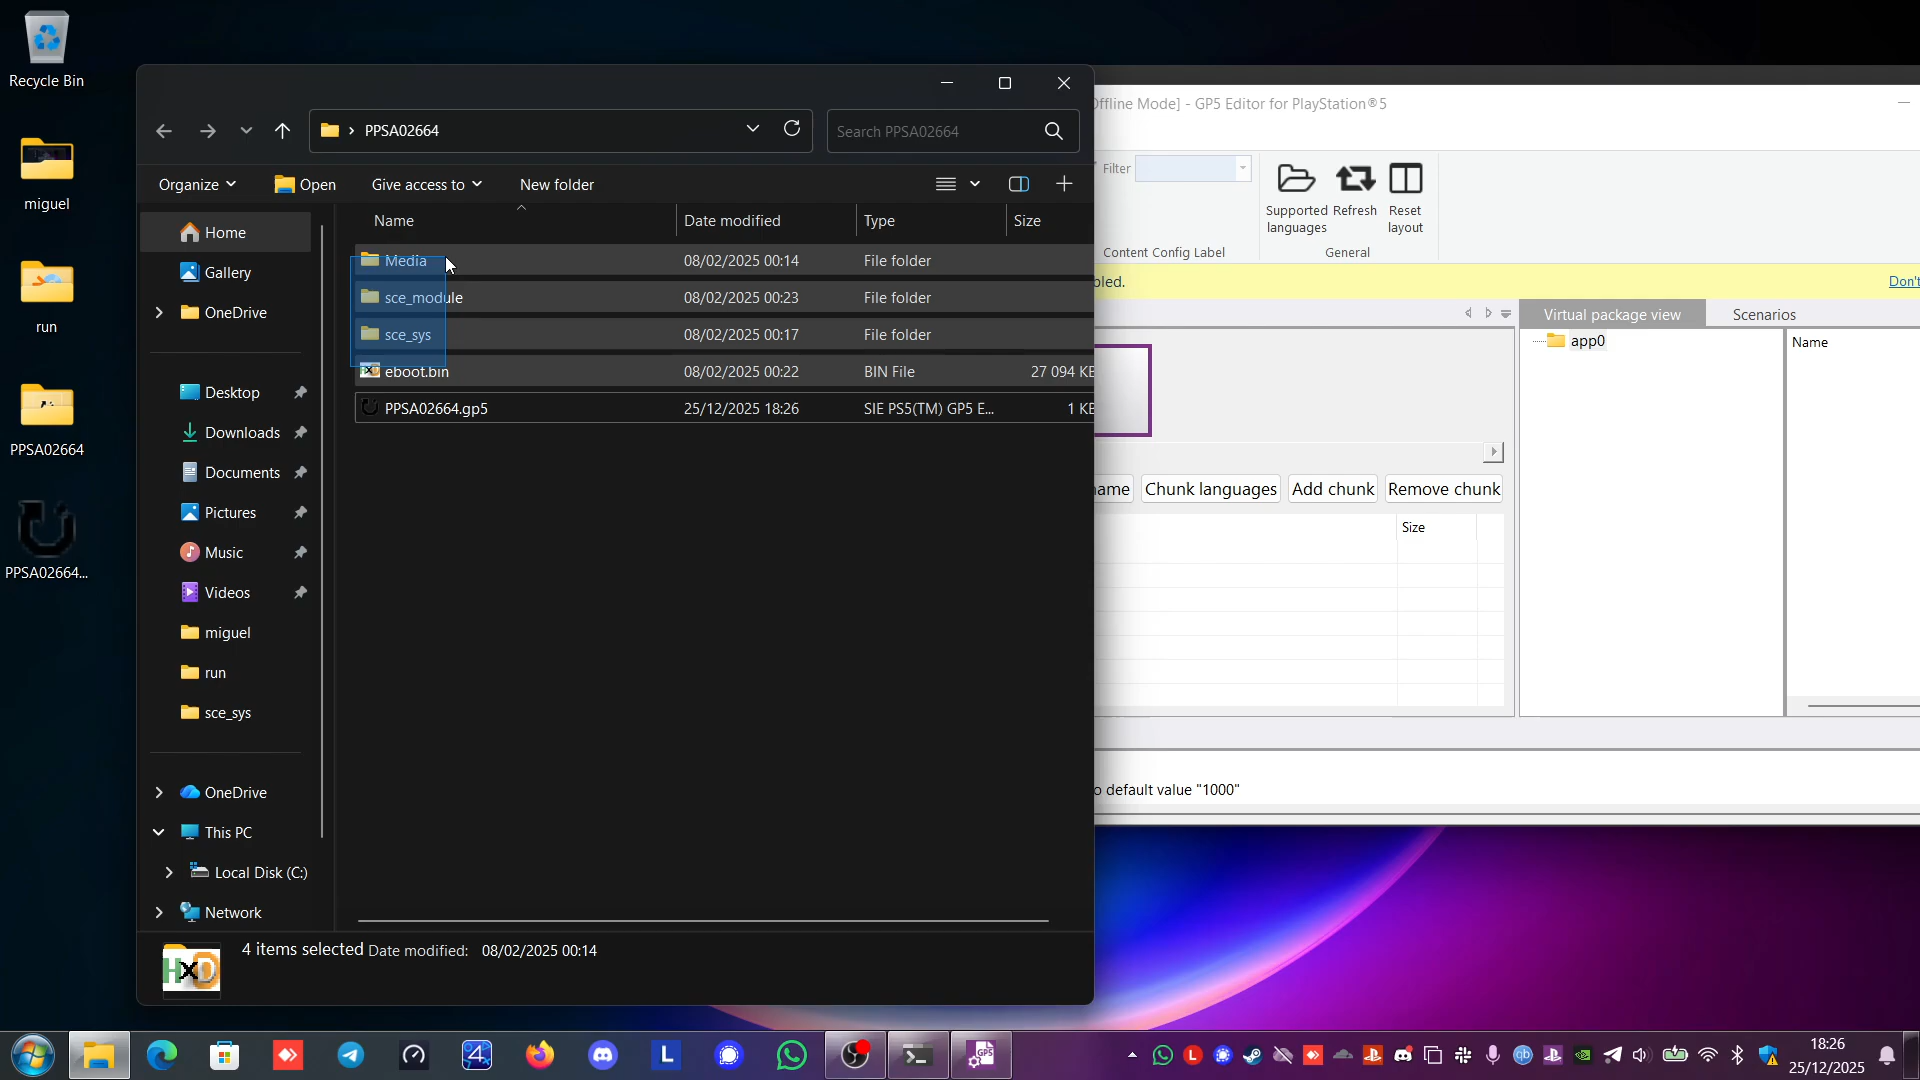 Recycle Bin
miguel
run
PPSA02664
PPSA02664...
PPSA02664
Search PPSA02664
Organize
Open
Give access to
New folder
Name
Date modified
Type
Size
Home
Gallery
OneDrive
Desktop
Downloads
Documents
Pictures
Music
Videos
miguel
run
sce_sys
OneDrive
This PC
Local Disk (C:)
Network
Media 08/02/2025 00:14 File folder
sce_module 08/02/2025 00:23 File folder
sce_sys 08/02/2025 00:17 File folder
eboot.bin 08/02/2025 00:22 BIN File 27 094 KB
PPSA02664.gp5 25/12/2025 18:26 SIE PS5(TM) GP5 E... 1 KB
HxD
4 items selected Date modified: 08/02/2025 00:14
ffline Mode] - GP5 Editor for PlayStation®5
Filter
Supported languages
Refresh
Reset layout
Content Config Label
General
bled.
Don't
Virtual package view
Scenarios
app0
Name
ame
Chunk languages
Add chunk
Remove chunk
Size
o default value "1000"
GP5
18:26
25/12/2025